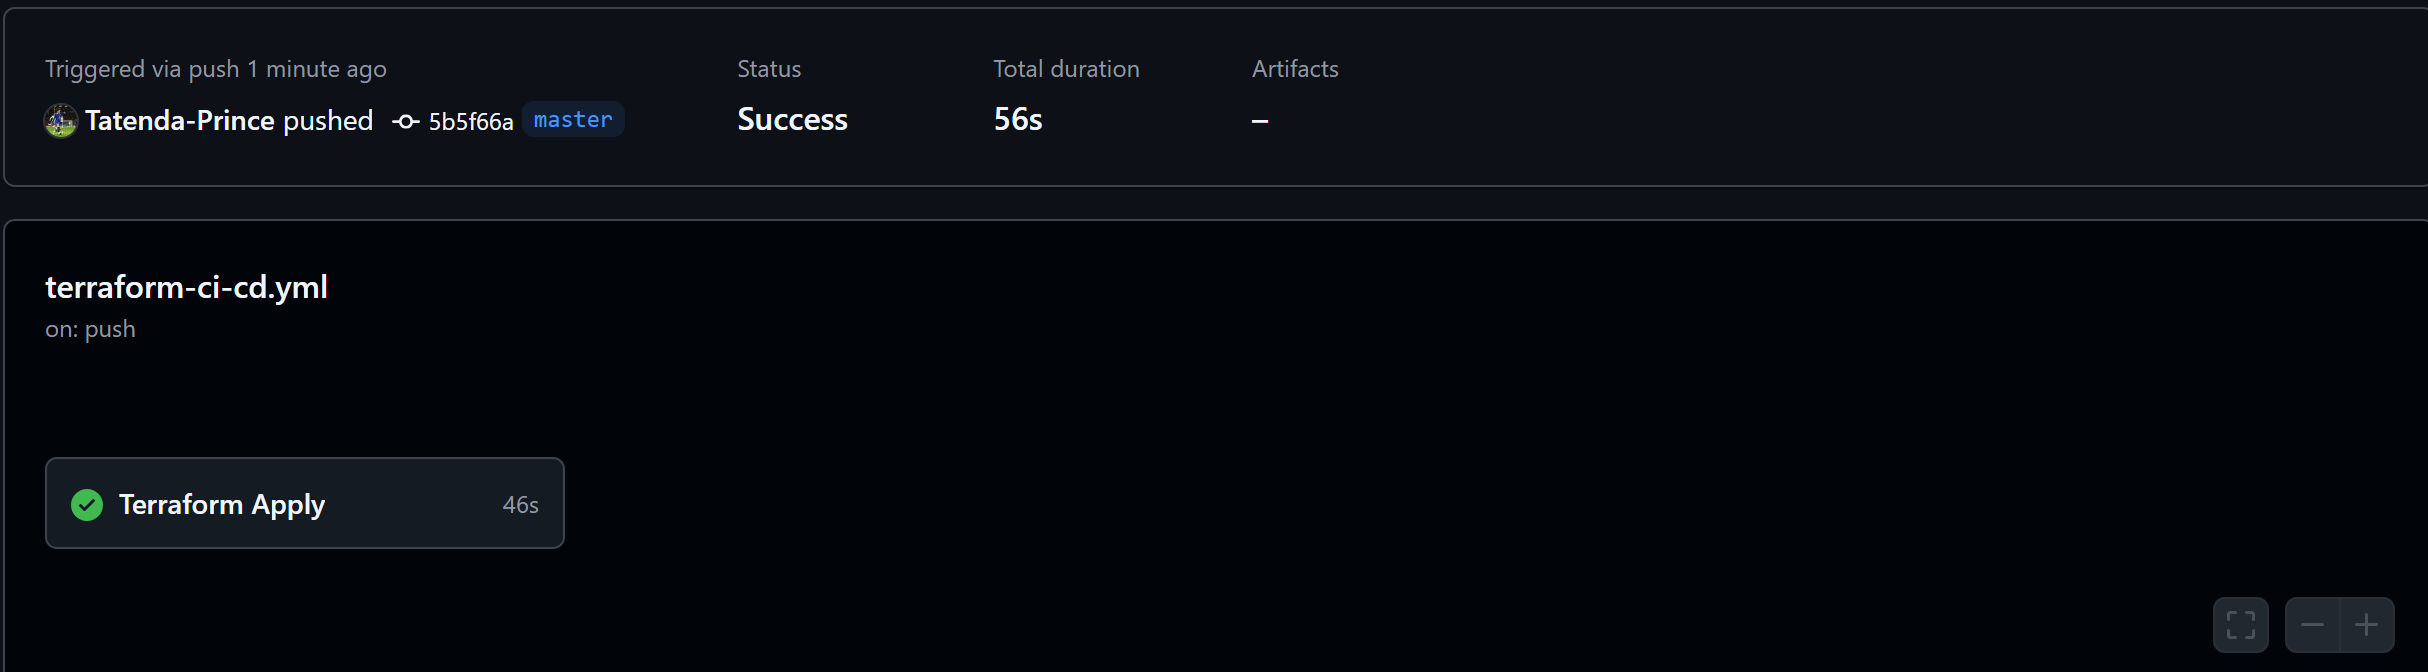 Triggered via push 1 minute ago
Tatenda-Prince pushed 5b5f66a master
Status
Success
Total duration
56s
Artifacts
–
terraform-ci-cd.yml
on: push
Terraform Apply 46s